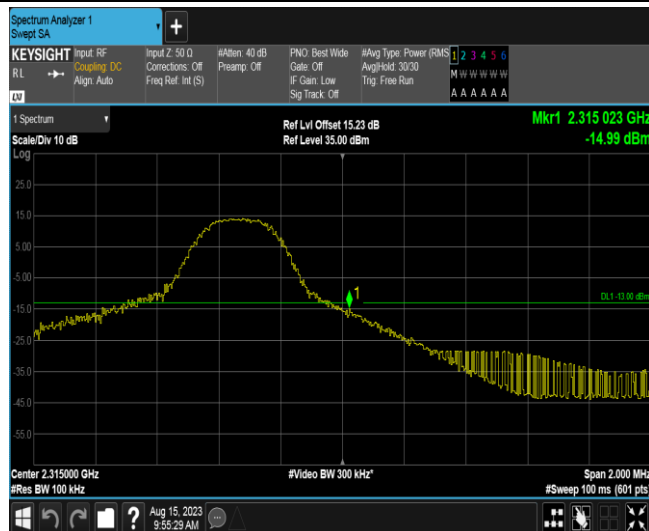 Spectrum Analyzer 1
Swept SA
+
KEYSIGHT
RL
LXI
Input: RF
Coupling: DC
Align: Auto
Input Z: 50 Ω
Corrections: Off
Freq Ref: Int (S)
#Atten: 40 dB
Preamp: Off
PNO: Best Wide
Gate: Off
IF Gain: Low
Sig Track: Off
#Avg Type: Power (RMS
Avg|Hold: 30/30
Trig: Free Run
1 2 3 4 5 6
M W W W W W
A A A A A A
1 Spectrum
Scale/Div 10 dB
Log
Ref Lvl Offset 15.23 dB
Ref Level 35.00 dBm
Mkr1 2.315 023 GHz
-14.99 dBm
25.0
15.0
5.00
-5.00
-15.0
-25.0
-35.0
-45.0
-55.0
1
DL1 -13.00 dBm
Center 2.315000 GHz
#Res BW 100 kHz
#Video BW 300 kHz*
Span 2.000 MHz
#Sweep 100 ms (601 pts)
?
Aug 15, 2023
9:55:29 AM